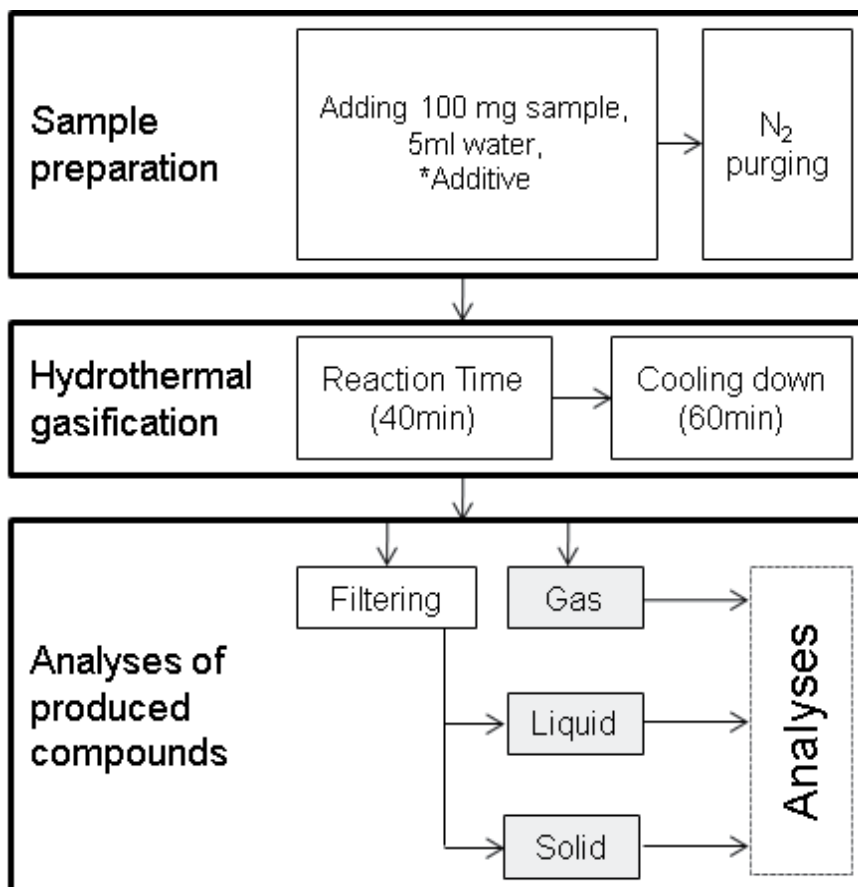 Sample
preparation
Adding 100 mg sample,
5ml water,
*Additive
N₂
purging
Hydrothermal
gasification
Reaction Time
(40min)
Cooling down
(60min)
Analyses of
produced
compounds
Filtering
Gas
Liquid
Solid
Analyses